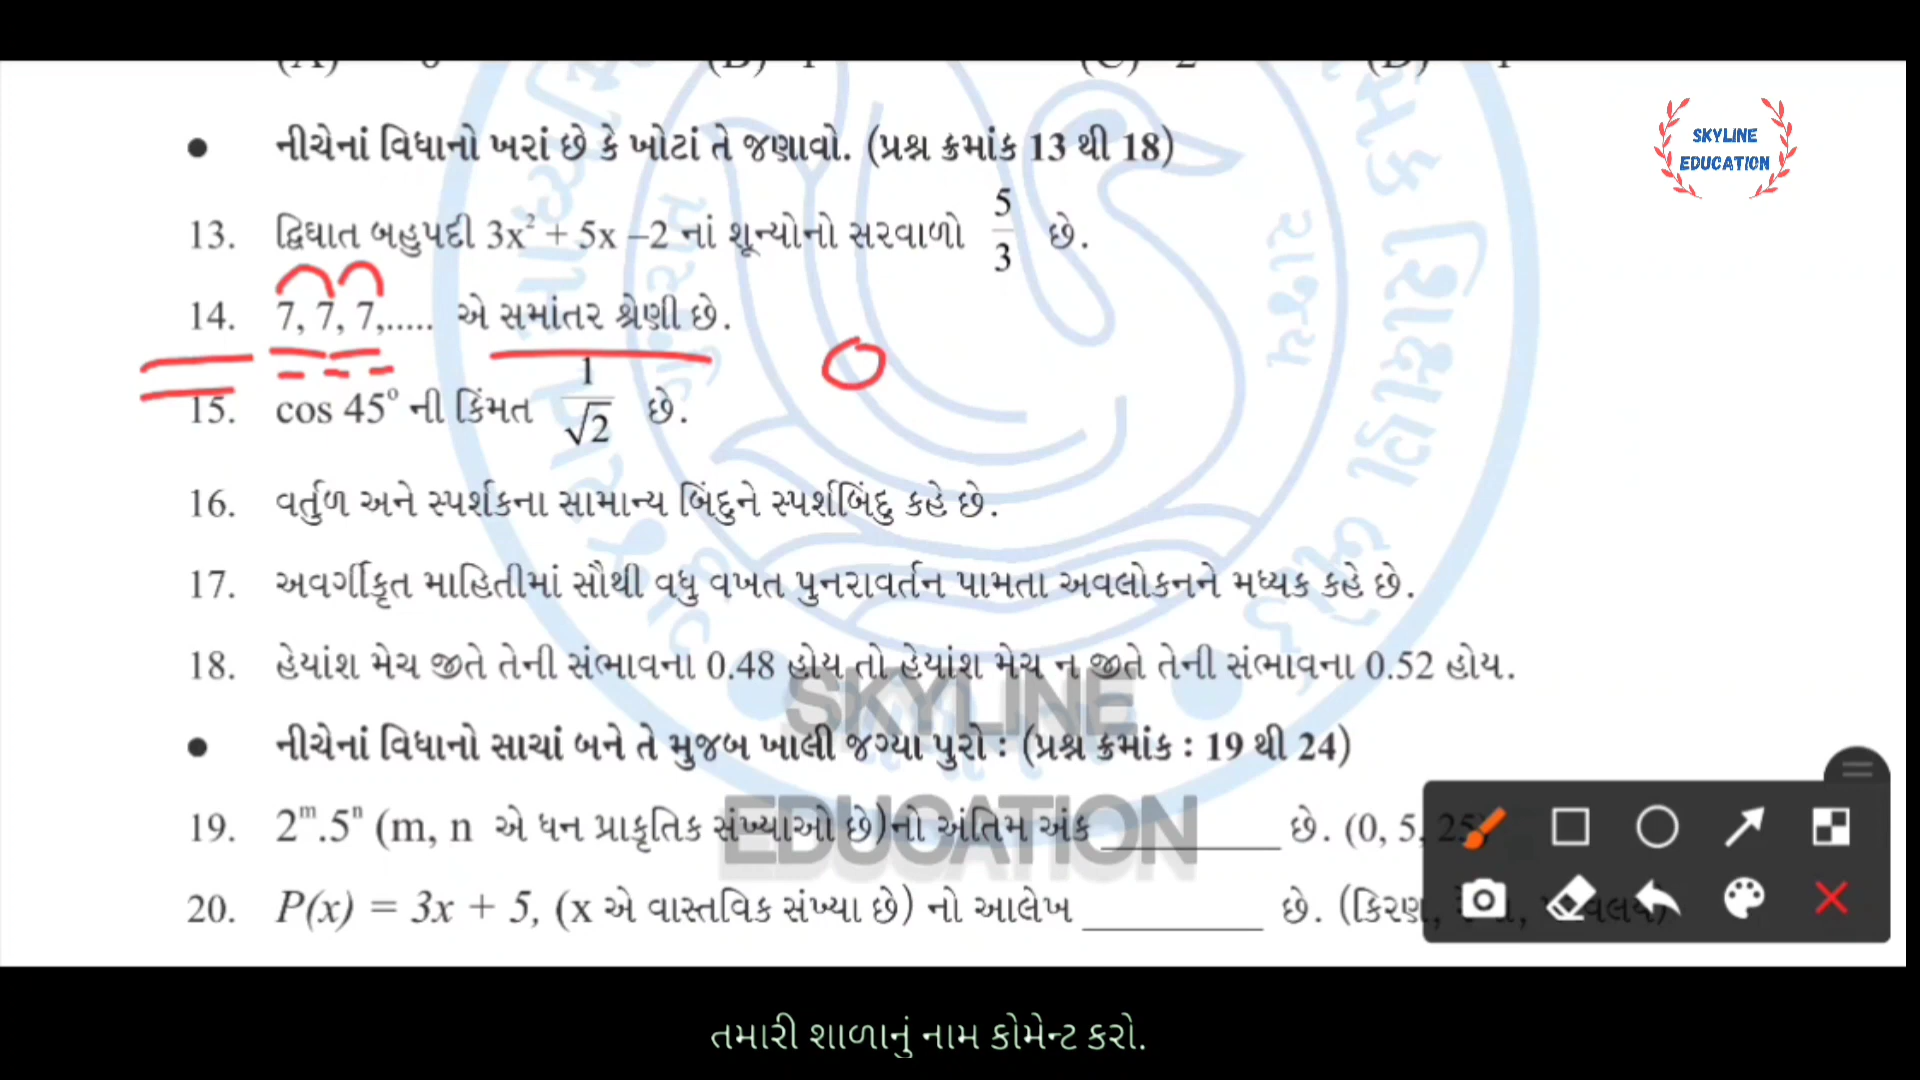 SKYLINE
EDUCATION
● નીચેનાં વિધાનો ખરાં છે કે ખોટાં તે જણાવો. (પ્રશ્ન ક્રમાંક 13 થી 18)
13. દ્વિઘાત બહુપદી 3x² + 5x –2 નાં શૂન્યોનો સરવાળો 5/3 છે.
14. 7, 7, 7,..... એ સમાંતર શ્રેણી છે.
15. cos 45° ની કિંમત 1/√2 છે.
16. વર્તુળ અને સ્પર્શકના સામાન્ય બિંદુને સ્પર્શબિંદુ કહે છે.
17. અવર્ગીકૃત માહિતીમાં સૌથી વધુ વખત પુનરાવર્તન પામતા અવલોકનને મધ્યક કહે છે.
18. હેયાંશ મેચ જીતે તેની સંભાવના 0.48 હોય તો હેયાંશ મેચ ન જીતે તેની સંભાવના 0.52 હોય.
SKYLINE
● નીચેનાં વિધાનો સાચાં બને તે મુજબ ખાલી જગ્યા પુરો : (પ્રશ્ન ક્રમાંક : 19 થી 24)
EDUCATION
19. 2ᵐ.5ⁿ (m, n એ ધન પ્રાકૃતિક સંખ્યાઓ છે)નો અંતિમ અંક ________ છે. (0, 5, 25)
20. P(x) = 3x + 5, (x એ વાસ્તવિક સંખ્યા છે) નો આલેખ ________ છે. (કિરણ,
તમારી શાળાનું નામ કોમેન્ટ કરો.